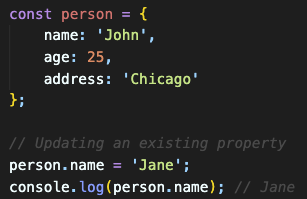 const person = {
    name: 'John',
    age: 25,
    address: 'Chicago'
};

// Updating an existing property
person.name = 'Jane';
console.log(person.name); // Jane